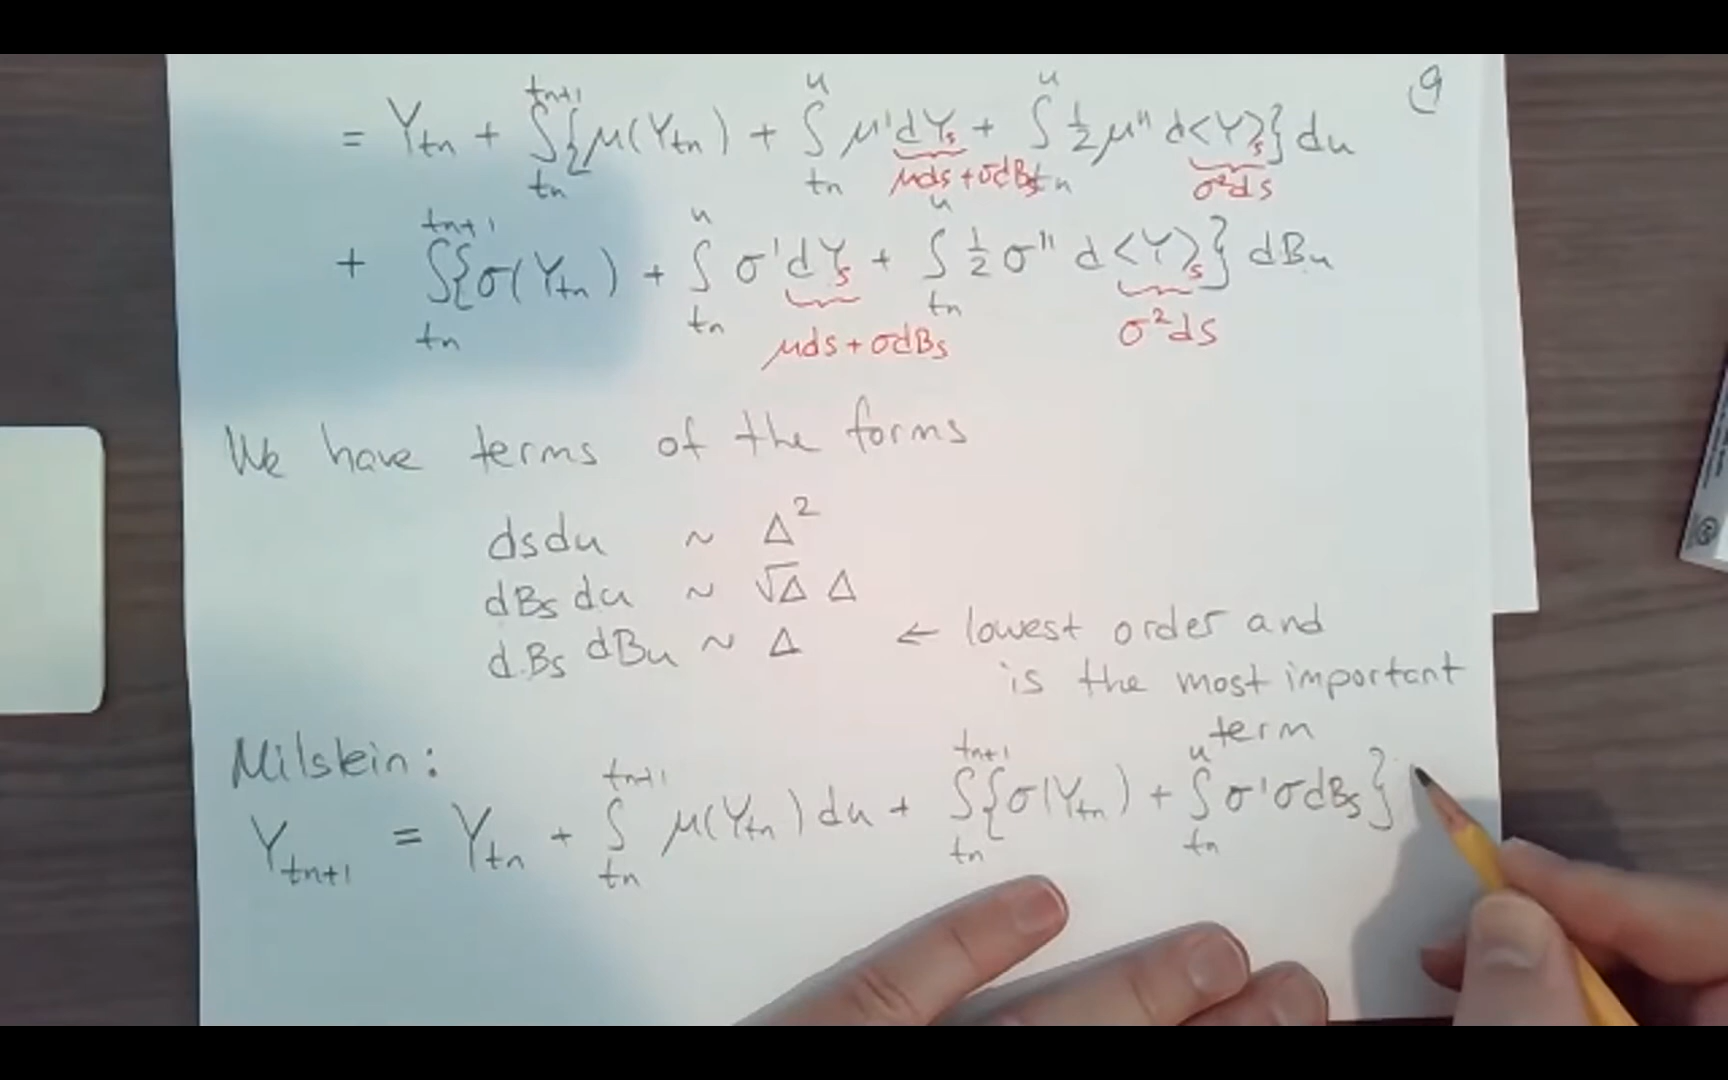 9
= Y_{tn} + ∫_{tn}^{tn+1} { μ(Y_{tn}) + ∫_{tn}^{u} μ' dY_s + ∫_{tn}^{u} ½ μ'' d<Y>_s } du
μds + σdB_s σ²ds
+ ∫_{tn}^{tn+1} { σ(Y_{tn}) + ∫_{tn}^{u} σ' dY_s + ∫_{tn}^{u} ½ σ'' d<Y>_s } dB_u
μds + σdB_s σ²ds
We have terms of the forms
dsdu ~ Δ²
dB_s du ~ √Δ Δ
dB_s dB_u ~ Δ ← lowest order and
is the most important
term
Milstein:
Y_{tn+1} = Y_{tn} + ∫_{tn}^{tn+1} μ(Y_{tn}) du + ∫_{tn}^{tn+1} { σ(Y_{tn}) + ∫_{tn}^{u} σ'σdB_s }